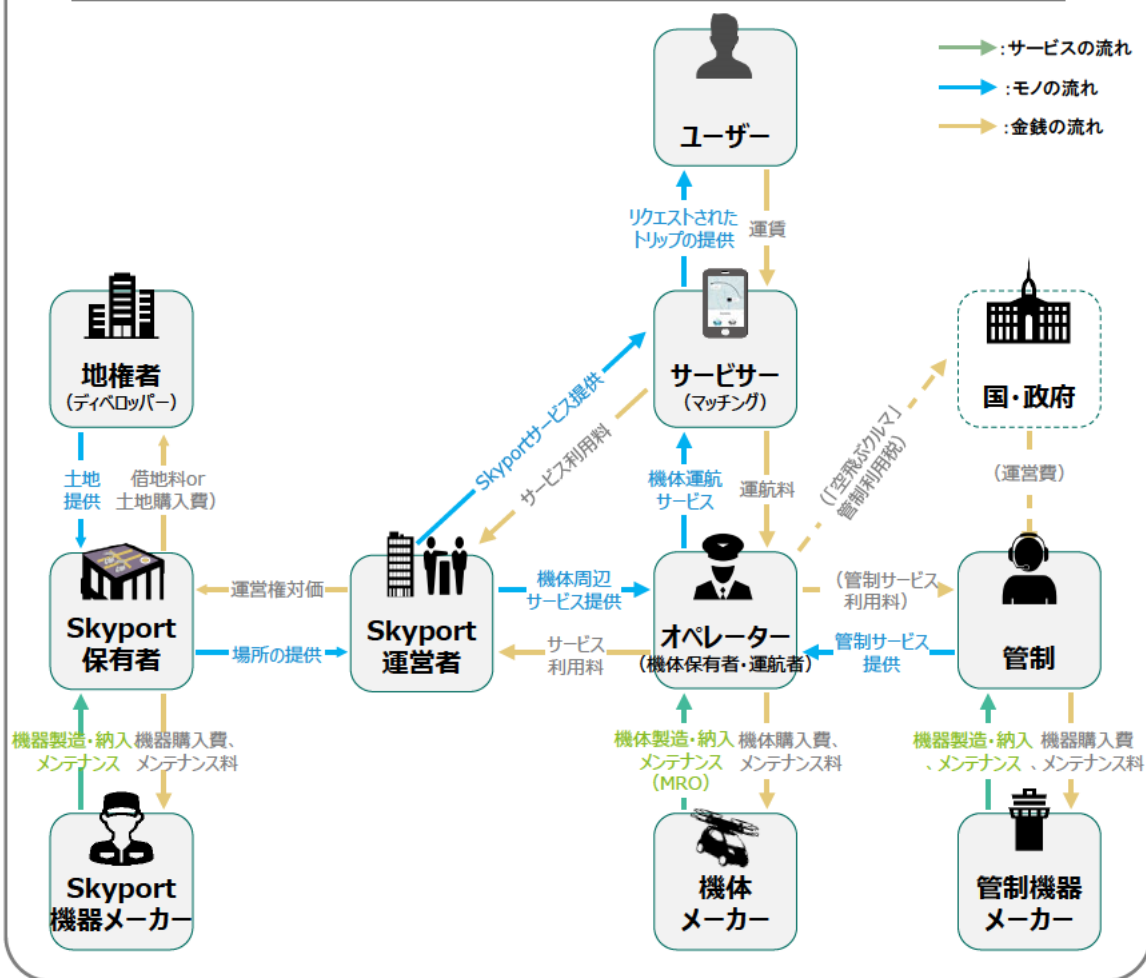 :サービスの流れ
:モノの流れ
:金銭の流れ
ユーザー
リクエストされた
トリップの提供
運賃
地権者
(ディベロッパー)
サービサー
(マッチング)
国・政府
Skyportサービス提供
サービス利用料
(「空飛ぶクルマ」
管制利用税)
土地
提供
借地料or
土地購入費)
機体運航
サービス
運航料
(運営費)
Skyport
保有者
運営権対価
場所の提供
Skyport
運営者
機体周辺
サービス提供
サービス
利用料
オペレーター
(機体保有者・運航者)
(管制サービス
利用料)
管制サービス
提供
管制
機器製造・納入
メンテナンス
機器購入費、
メンテナンス料
機体製造・納入
メンテナンス
(MRO)
機体購入費、
メンテナンス料
機器製造・納入
、メンテナンス
機器購入費
、メンテナンス料
Skyport
機器メーカー
機体
メーカー
管制機器
メーカー